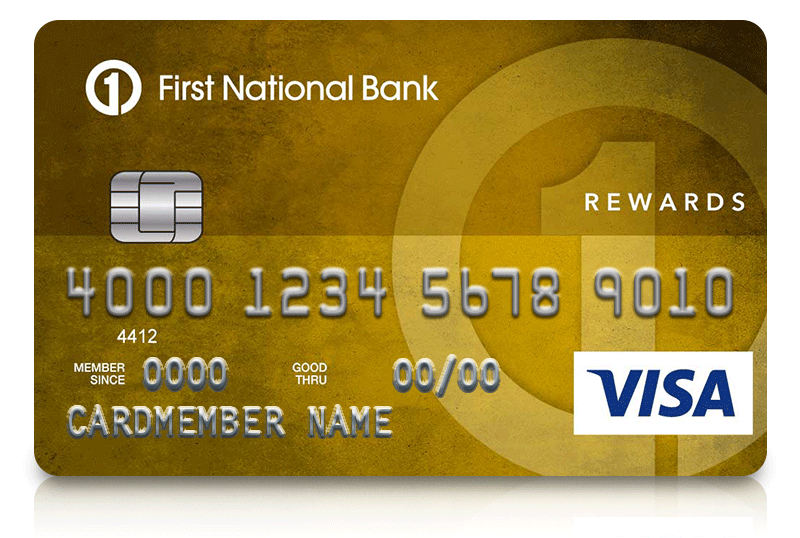 1 First National Bank
REWARDS
4000 1234 5678 9010
4412
MEMBER SINCE 0000 GOOD THRU 00/00
CARDMEMBER NAME
VISA